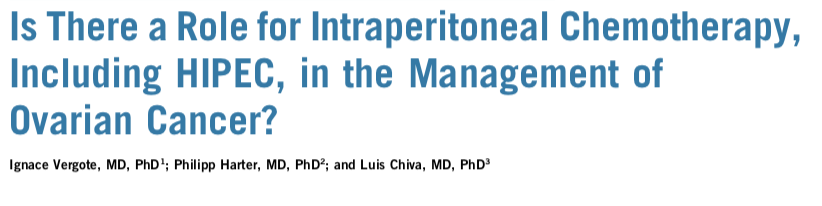 Is There a Role for Intraperitoneal Chemotherapy,
Including HIPEC, in the Management of
Ovarian Cancer?
Ignace Vergote, MD, PhD¹; Philipp Harter, MD, PhD²; and Luis Chiva, MD, PhD³